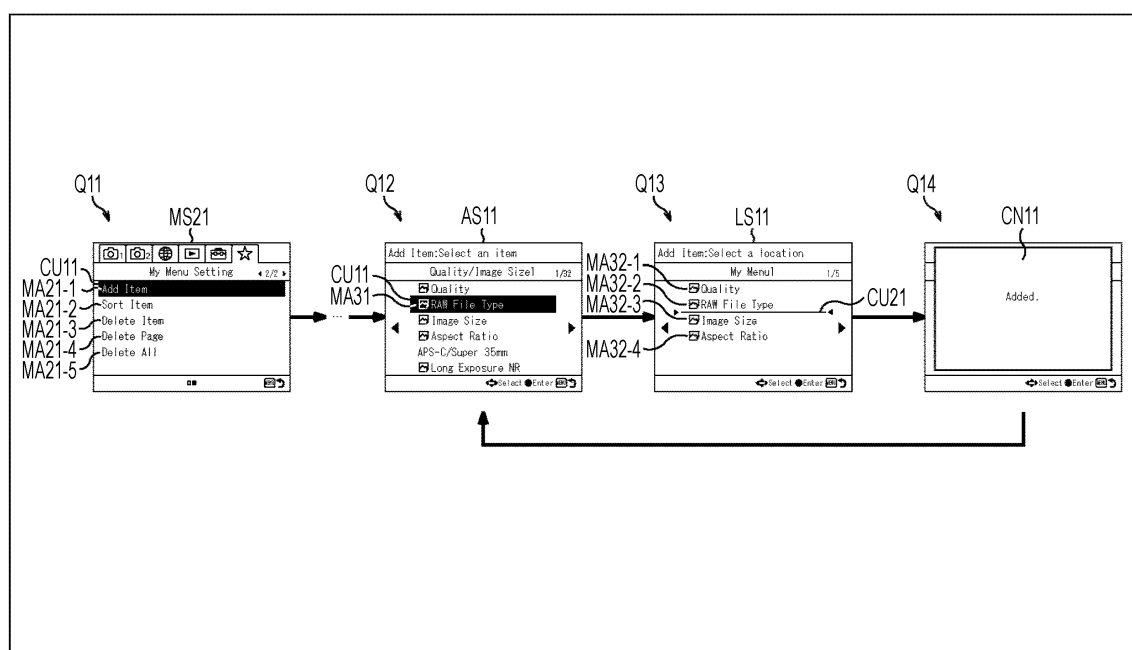 Q11
MS21
CU11
MA21-1
MA21-2
MA21-3
MA21-4
MA21-5
1
2
My Menu Setting
2/2
Add Item
Sort Item
Delete Item
Delete Page
Delete All
...
Q12
AS11
CU11
MA31
Add Item:Select an item
Quality/Image Size1 1/32
Quality
RAW File Type
Image Size
Aspect Ratio
APS-C/Super 35mm
Long Exposure NR
Select Enter
Q13
LS11
MA32-1
MA32-2
MA32-3
MA32-4
CU21
Add Item:Select a location
My Menu1 1/5
Quality
RAW File Type
Image Size
Aspect Ratio
Select Enter
Q14
CN11
Added.
Select Enter